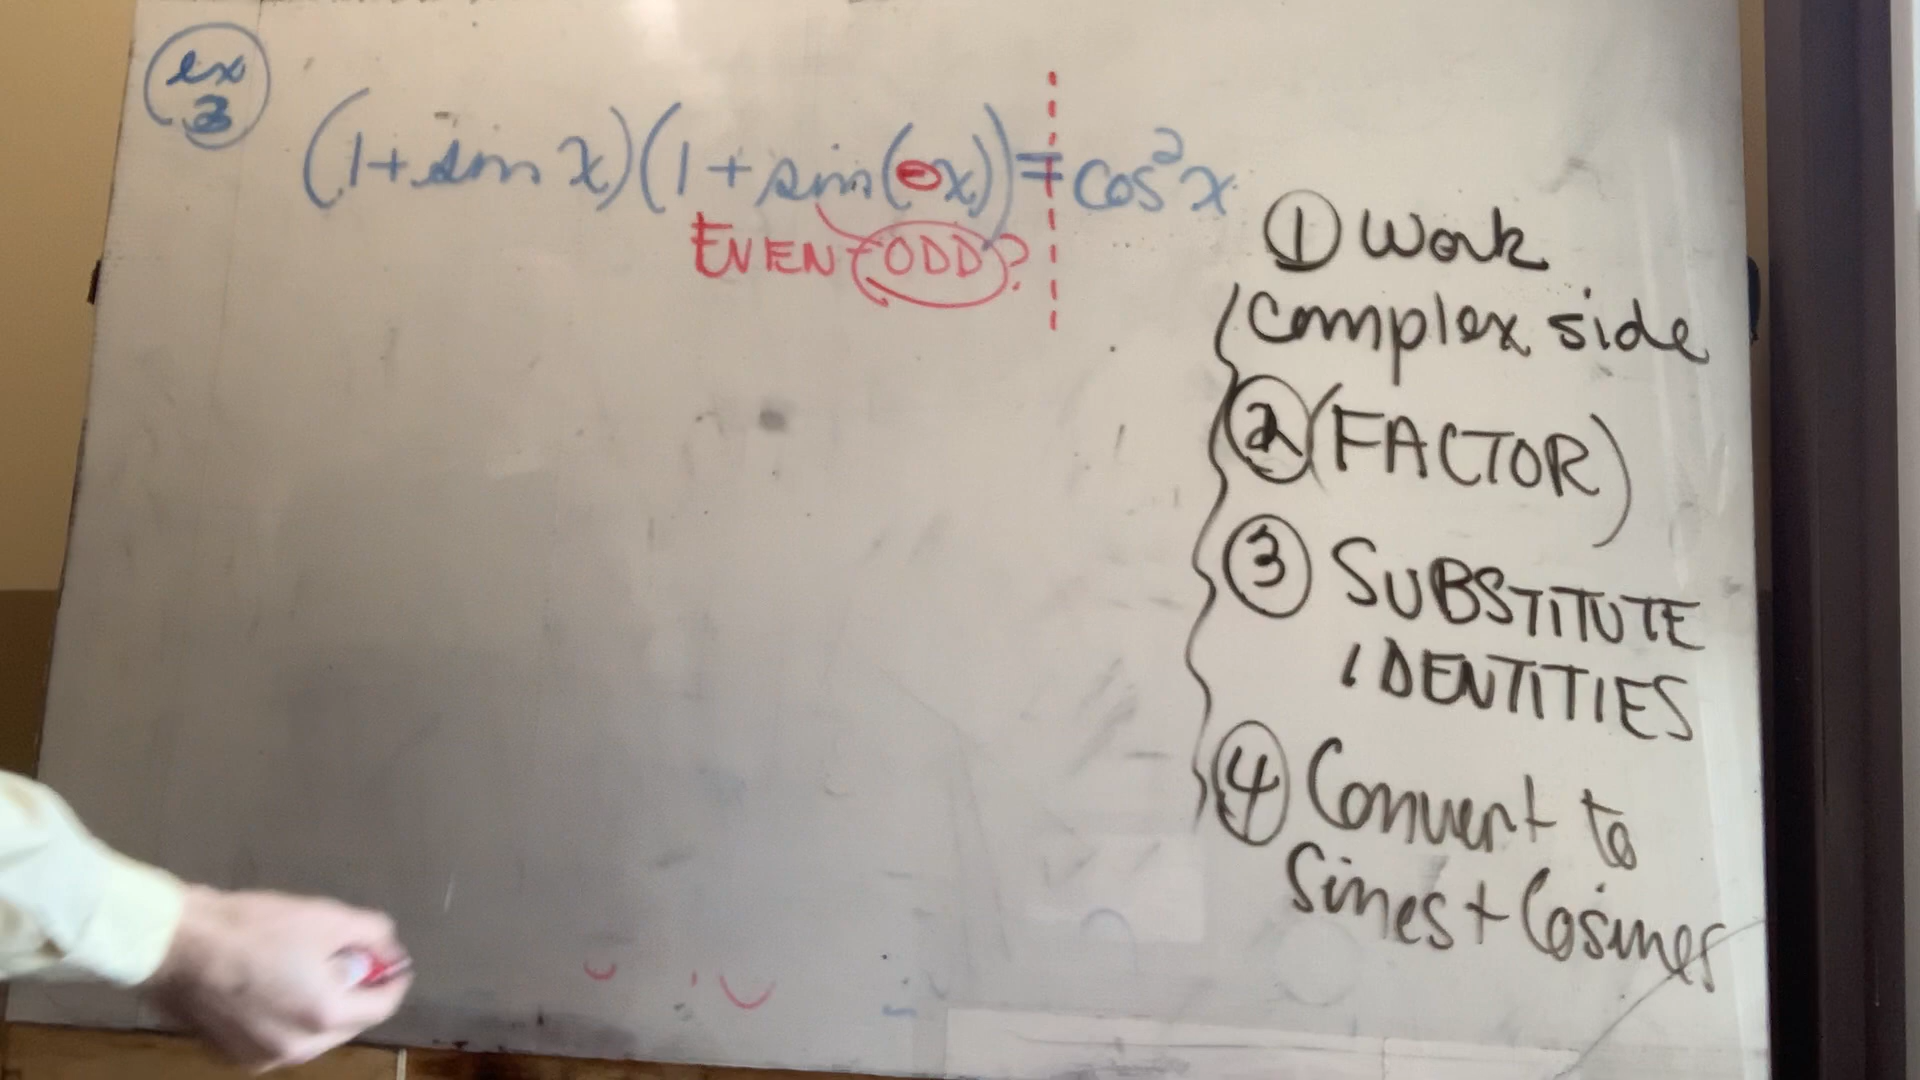 ex
3
(1+sin x)(1+sin(-x))=cos²x
EVEN-ODD?
① Work
complex side
② (FACTOR)
③ SUBSTITUTE
IDENTITIES
④ Convert to
Sines + Cosines